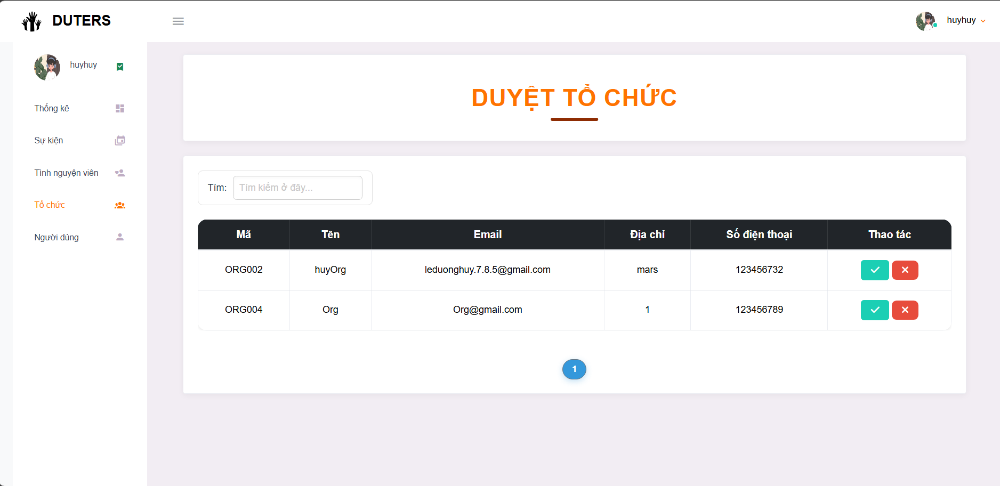 DUTERS
huyhuy
huyhuy
Thống kê
Sự kiện
Tình nguyện viên
Tổ chức
Người dùng
DUYỆT TỔ CHỨC
Tìm: Tìm kiếm ở đây...
Mã Tên Email Địa chỉ Số điện thoại Thao tác
ORG002 huyOrg leduonghuy.7.8.5@gmail.com mars 123456732
ORG004 Org Org@gmail.com 1 123456789
1